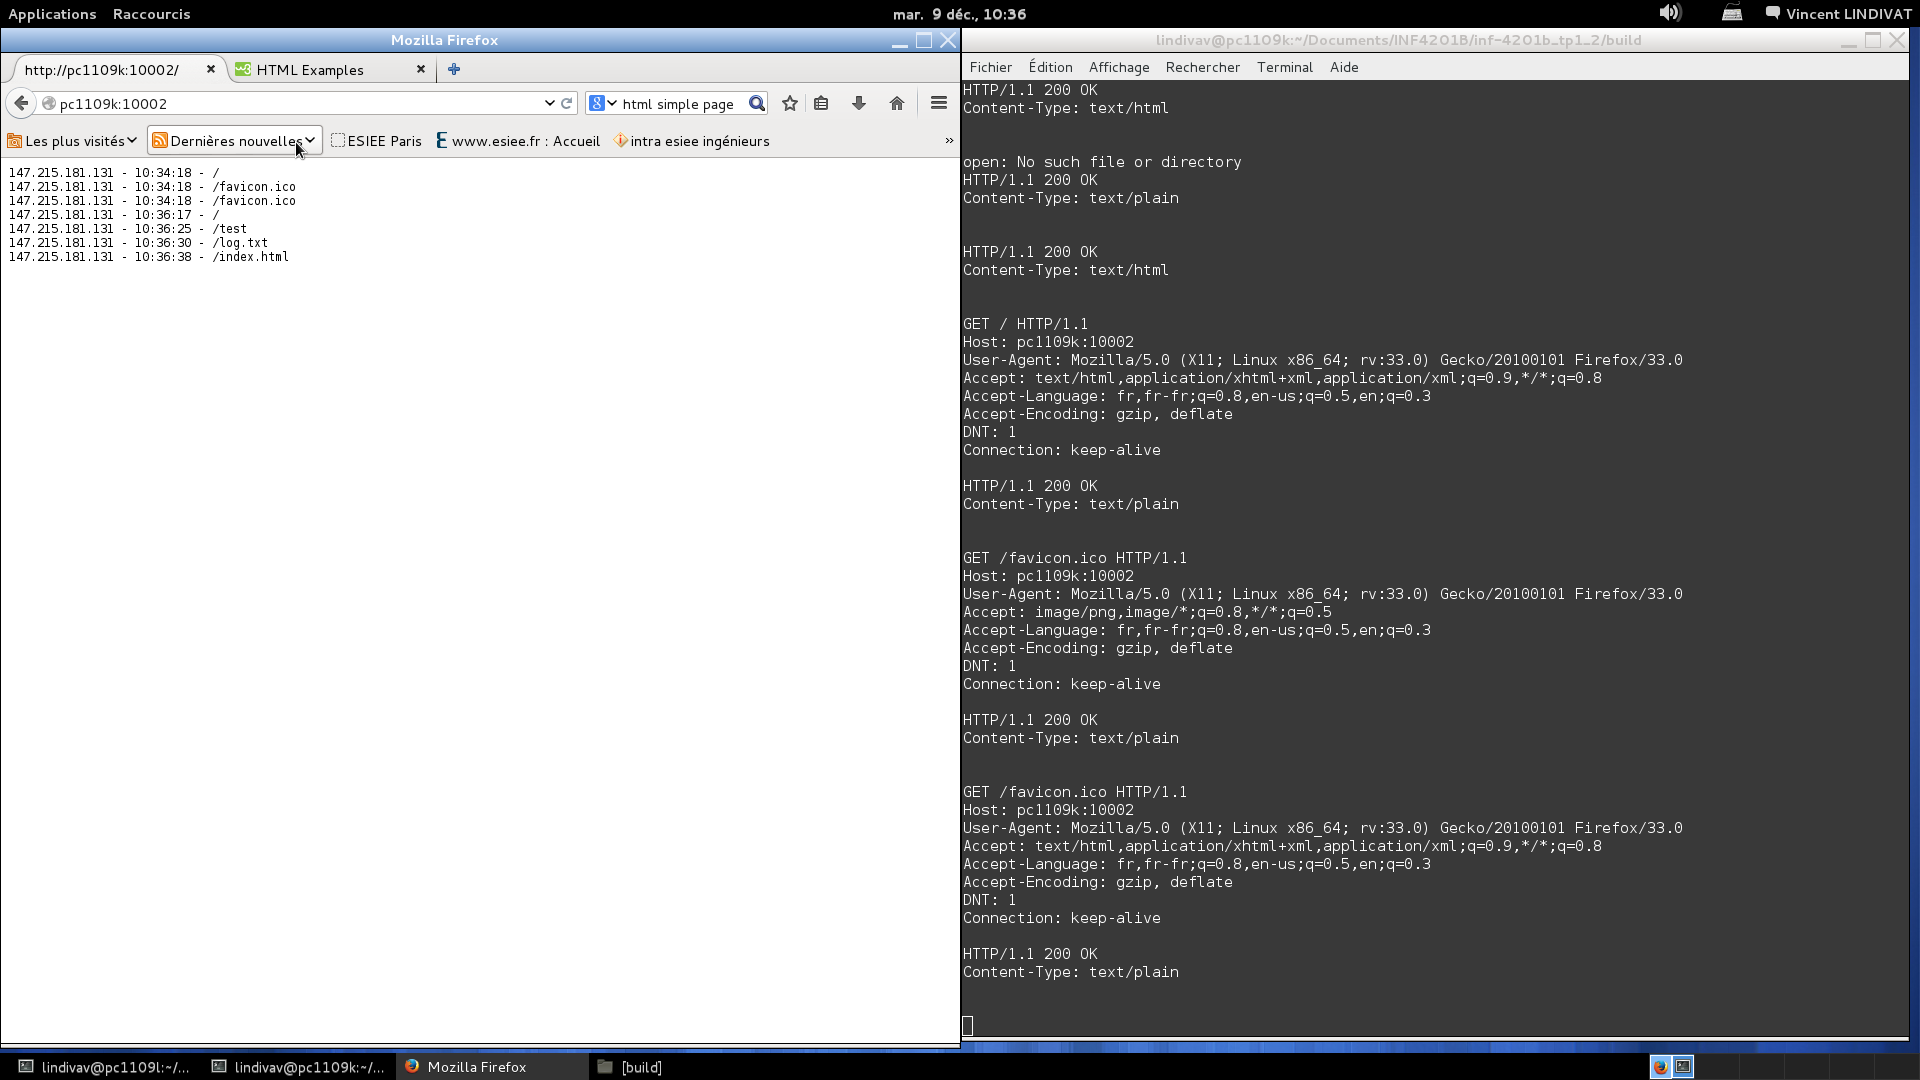 Applications Raccourcis mar. 9 déc., 10:36 Vincent LINDIVAT
Mozilla Firefox
http://pc1109k:10002/ HTML Examples
pc1109k:10002 html simple page
Les plus visités Dernières nouvelles ESIEE Paris www.esiee.fr : Accueil intra esiee ingénieurs »
147.215.181.131 - 10:34:18 - /
147.215.181.131 - 10:34:18 - /favicon.ico
147.215.181.131 - 10:34:18 - /favicon.ico
147.215.181.131 - 10:36:17 - /
147.215.181.131 - 10:36:25 - /test
147.215.181.131 - 10:36:30 - /log.txt
147.215.181.131 - 10:36:38 - /index.html
lindivav@pc1109k:~/Documents/INF4201B/inf-4201b_tp1_2/build
Fichier Édition Affichage Rechercher Terminal Aide
HTTP/1.1 200 OK
Content-Type: text/html
open: No such file or directory
HTTP/1.1 200 OK
Content-Type: text/plain
HTTP/1.1 200 OK
Content-Type: text/html
GET / HTTP/1.1
Host: pc1109k:10002
User-Agent: Mozilla/5.0 (X11; Linux x86_64; rv:33.0) Gecko/20100101 Firefox/33.0
Accept: text/html,application/xhtml+xml,application/xml;q=0.9,*/*;q=0.8
Accept-Language: fr,fr-fr;q=0.8,en-us;q=0.5,en;q=0.3
Accept-Encoding: gzip, deflate
DNT: 1
Connection: keep-alive
HTTP/1.1 200 OK
Content-Type: text/plain
GET /favicon.ico HTTP/1.1
Host: pc1109k:10002
User-Agent: Mozilla/5.0 (X11; Linux x86_64; rv:33.0) Gecko/20100101 Firefox/33.0
Accept: image/png,image/*;q=0.8,*/*;q=0.5
Accept-Language: fr,fr-fr;q=0.8,en-us;q=0.5,en;q=0.3
Accept-Encoding: gzip, deflate
DNT: 1
Connection: keep-alive
HTTP/1.1 200 OK
Content-Type: text/plain
GET /favicon.ico HTTP/1.1
Host: pc1109k:10002
User-Agent: Mozilla/5.0 (X11; Linux x86_64; rv:33.0) Gecko/20100101 Firefox/33.0
Accept: text/html,application/xhtml+xml,application/xml;q=0.9,*/*;q=0.8
Accept-Language: fr,fr-fr;q=0.8,en-us;q=0.5,en;q=0.3
Accept-Encoding: gzip, deflate
DNT: 1
Connection: keep-alive
HTTP/1.1 200 OK
Content-Type: text/plain
lindivav@pc1109l:~/... lindivav@pc1109k:~/... Mozilla Firefox [build]